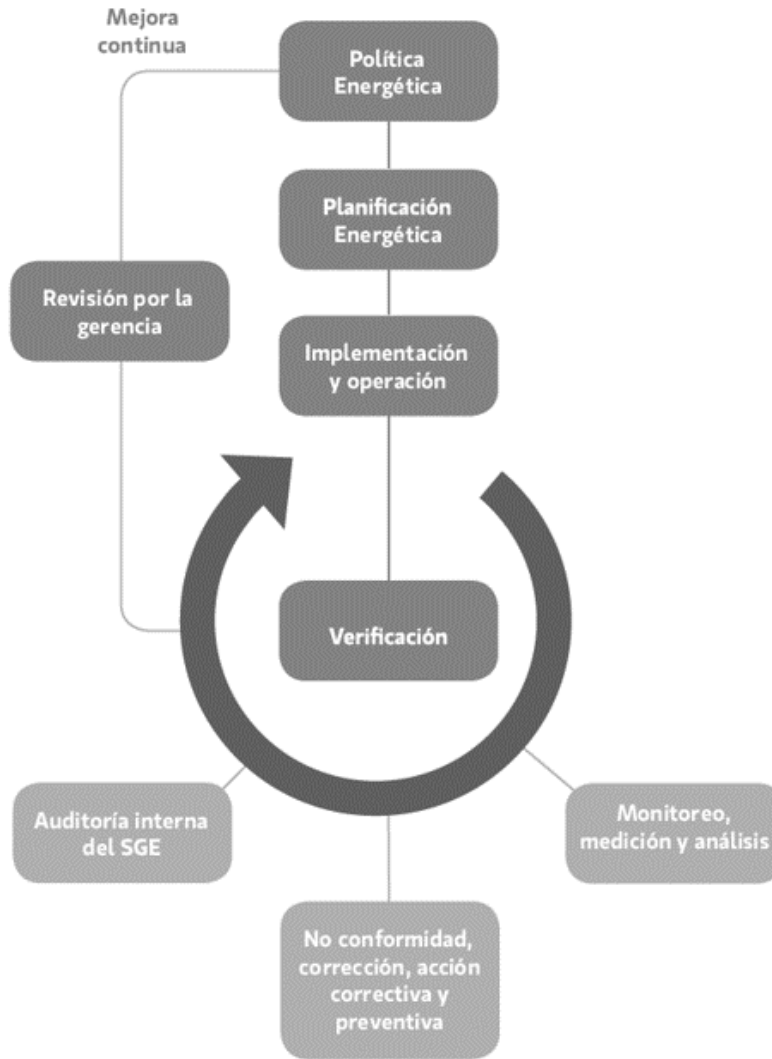 Mejora
continua
Política
Energética
Planificación
Energética
Revisión por la
gerencia
Implementación
y operación
Verificación
Auditoría interna
del SGE
Monitoreo,
medición y análisis
No conformidad,
corrección, acción
correctiva y
preventiva